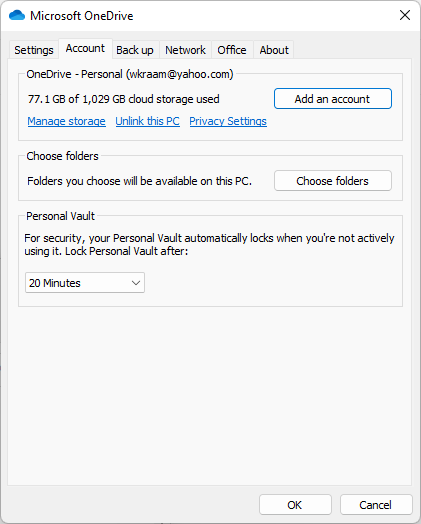 Microsoft OneDrive
Settings Account Back up Network Office About
OneDrive - Personal (wkraam@yahoo.com)
77.1 GB of 1,029 GB cloud storage used Add an account
Manage storage Unlink this PC Privacy Settings
Choose folders
Folders you choose will be available on this PC. Choose folders
Personal Vault
For security, your Personal Vault automatically locks when you're not actively
using it. Lock Personal Vault after:
20 Minutes
OK Cancel